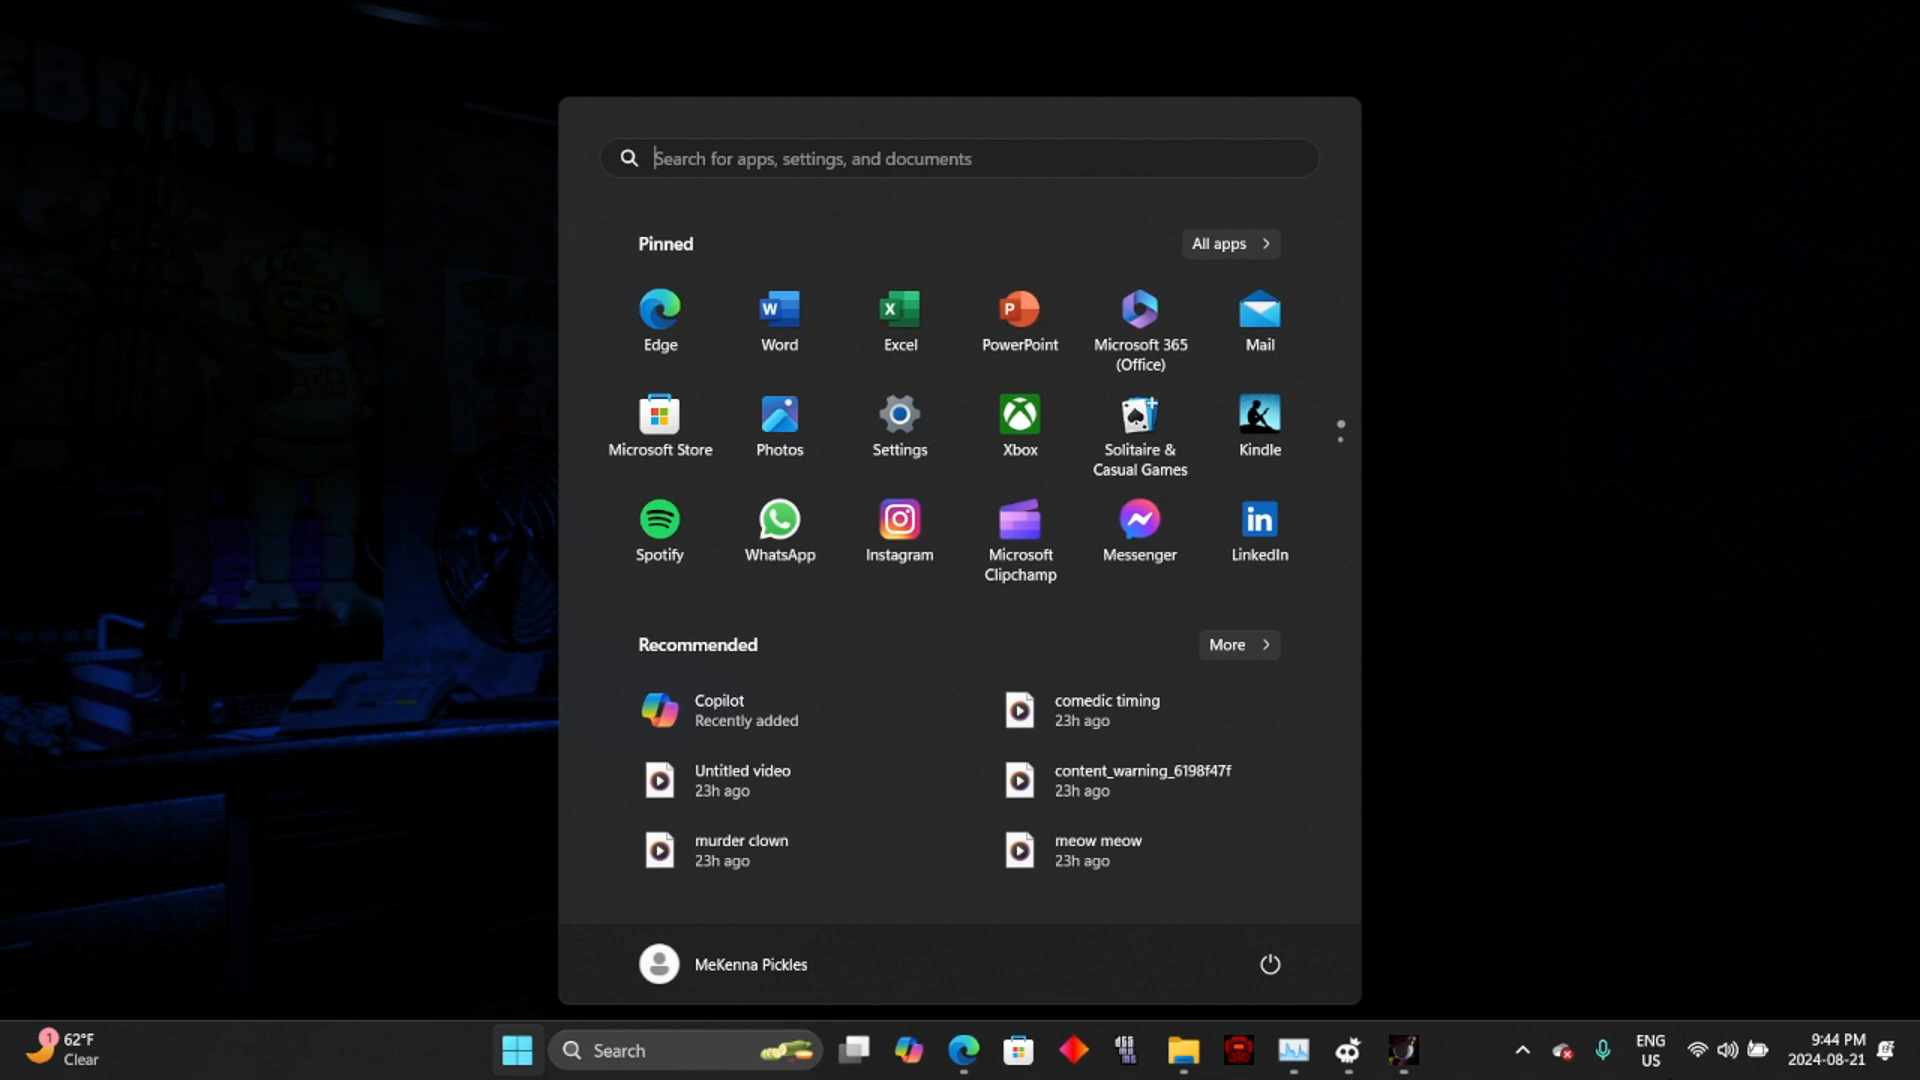 CELEBRATE!
Search for apps, settings, and documents
Pinned
All apps
Edge
Word
Excel
PowerPoint
Microsoft 365
(Office)
Mail
Microsoft Store
Photos
Settings
Xbox
Solitaire &
Casual Games
Kindle
Spotify
WhatsApp
Instagram
Microsoft
Clipchamp
Messenger
LinkedIn
Recommended
More
Copilot
Recently added
comedic timing
23h ago
Untitled video
23h ago
content_warning_6198f47f
23h ago
murder clown
23h ago
meow meow
23h ago
MeKenna Pickles
1
62°F
Clear
Search
ENG
US
9:44 PM
2024-08-21